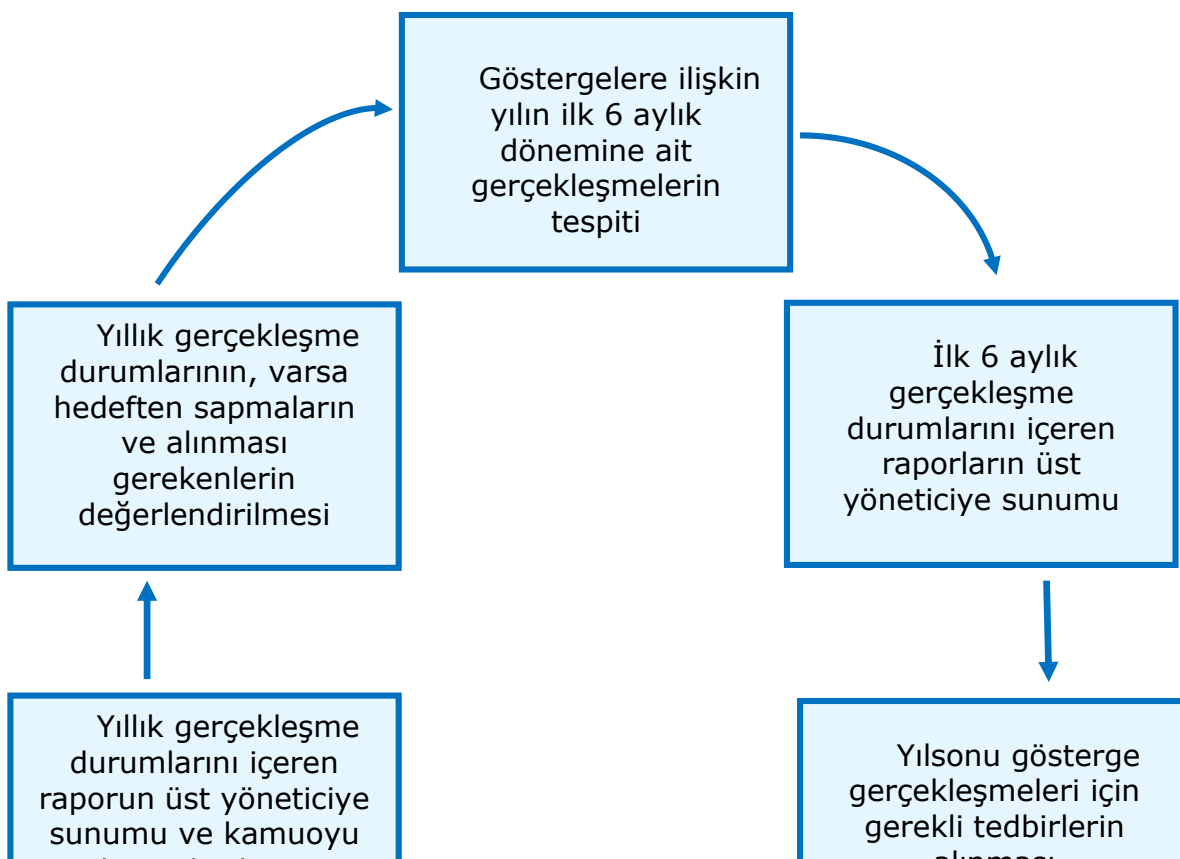 Göstergelere ilişkin
yılın ilk 6 aylık
dönemine ait
gerçekleşmelerin
tespiti
Yıllık gerçekleşme
durumlarının, varsa
hedeften sapmaların
ve alınması
gerekenlerin
değerlendirilmesi
İlk 6 aylık
gerçekleşme
durumlarını içeren
raporların üst
yöneticiye sunumu
Yıllık gerçekleşme
durumlarını içeren
raporun üst yöneticiye
sunumu ve kamuoyu
Yılsonu gösterge
gerçekleşmeleri için
gerekli tedbirlerin
alınması